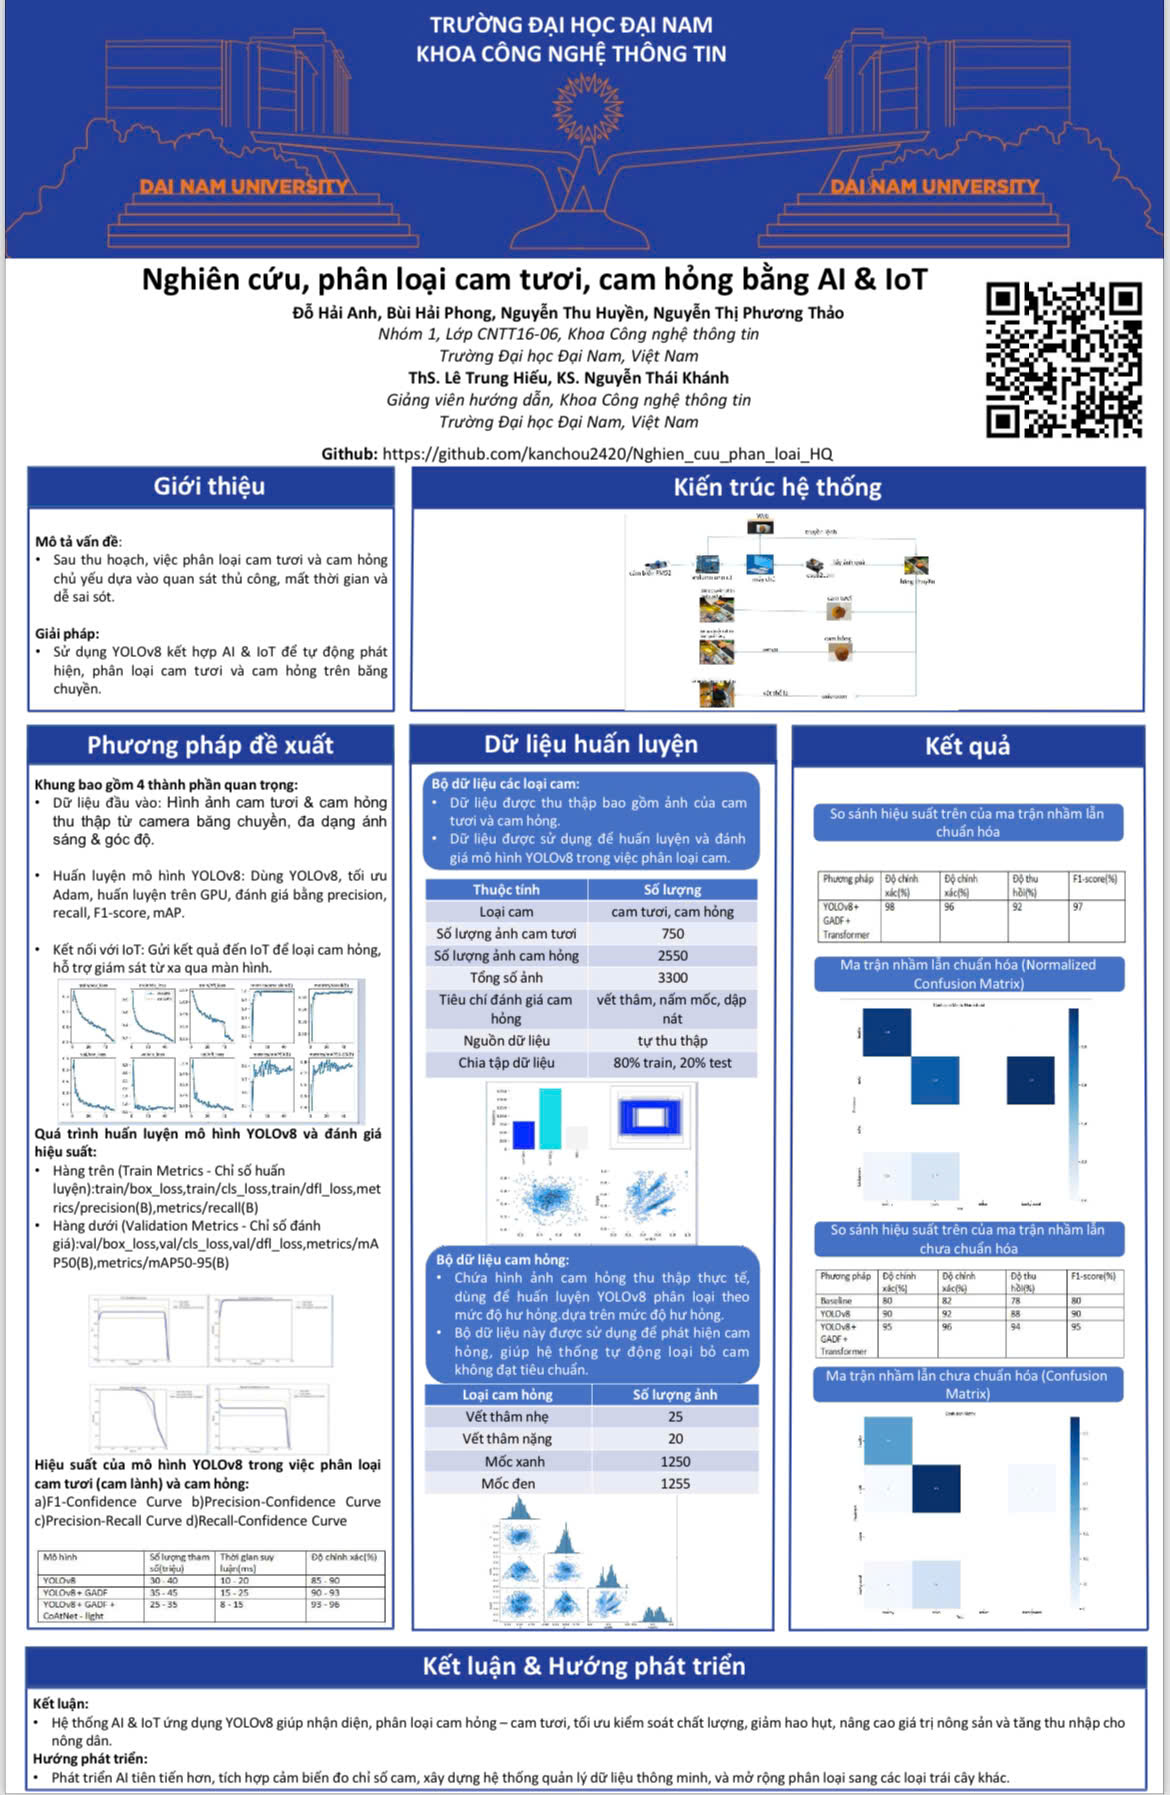 TRƯỜNG ĐẠI HỌC ĐẠI NAM
KHOA CÔNG NGHỆ THÔNG TIN
DAI NAM UNIVERSITY
DAI NAM UNIVERSITY
Nghiên cứu, phân loại cam tươi, cam hỏng bằng AI & IoT
Đỗ Hải Anh, Bùi Hải Phong, Nguyễn Thu Huyền, Nguyễn Thị Phương Thảo
Nhóm 1, Lớp CNTT16-06, Khoa Công nghệ thông tin
Trường Đại học Đại Nam, Việt Nam
ThS. Lê Trung Hiếu, KS. Nguyễn Thái Khánh
Giảng viên hướng dẫn, Khoa Công nghệ thông tin
Trường Đại học Đại Nam, Việt Nam
Github: https://github.com/kanchou2420/Nghien_cuu_phan_loai_HQ
Giới thiệu
Mô tả vấn đề:
• Sau thu hoạch, việc phân loại cam tươi và cam hỏng
chủ yếu dựa vào quan sát thủ công, mất thời gian và
dễ sai sót.
Giải pháp:
• Sử dụng YOLOv8 kết hợp AI & IoT để tự động phát
hiện, phân loại cam tươi và cam hỏng trên băng
chuyền.
Kiến trúc hệ thống
Web
truyền lệnh
máy chủ
lấy ảnh quả
băng chuyền
cam tươi
cam hỏng
Phương pháp đề xuất
Khung bao gồm 4 thành phần quan trọng:
• Dữ liệu đầu vào: Hình ảnh cam tươi & cam hỏng
thu thập từ camera băng chuyền, đa dạng ánh
sáng & góc độ.
• Huấn luyện mô hình YOLOv8: Dùng YOLOv8, tối ưu
Adam, huấn luyện trên GPU, đánh giá bằng precision,
recall, F1-score, mAP.
• Kết nối với IoT: Gửi kết quả đến IoT để loại cam hỏng,
hỗ trợ giám sát từ xa qua màn hình.
Quá trình huấn luyện mô hình YOLOv8 và đánh giá
hiệu suất:
• Hàng trên (Train Metrics - Chỉ số huấn
luyện):train/box_loss,train/cls_loss,train/dfl_loss,met
rics/precision(B),metrics/recall(B)
• Hàng dưới (Validation Metrics - Chỉ số đánh
giá):val/box_loss,val/cls_loss,val/dfl_loss,metrics/mA
P50(B),metrics/mAP50-95(B)
Hiệu suất của mô hình YOLOv8 trong việc phân loại
cam tươi (cam lành) và cam hỏng:
a)F1-Confidence Curve b)Precision-Confidence Curve
c)Precision-Recall Curve d)Recall-Confidence Curve
Mô hình Số lượng tham số(triệu) Thời gian suy luận(ms) Độ chính xác(%)
YOLOv8 30 - 40 10 - 20 85 - 90
YOLOv8 + GADF 35 - 45 15 - 25 90 - 93
YOLOv8 + GADF + CoAtNet - light 25 - 35 8 - 15 93 - 96
Dữ liệu huấn luyện
Bộ dữ liệu các loại cam:
• Dữ liệu được thu thập bao gồm ảnh của cam
tươi và cam hỏng.
• Dữ liệu được sử dụng để huấn luyện và đánh
giá mô hình YOLOv8 trong việc phân loại cam.
Thuộc tính Số lượng
Loại cam cam tươi, cam hỏng
Số lượng ảnh cam tươi 750
Số lượng ảnh cam hỏng 2550
Tổng số ảnh 3300
Tiêu chí đánh giá cam hỏng vết thâm, nấm mốc, dập nát
Nguồn dữ liệu tự thu thập
Chia tập dữ liệu 80% train, 20% test
Bộ dữ liệu cam hỏng:
• Chứa hình ảnh cam hỏng thu thập thực tế,
dùng để huấn luyện YOLOv8 phân loại theo
mức độ hư hỏng.dựa trên mức độ hư hỏng.
• Bộ dữ liệu này được sử dụng để phát hiện cam
hỏng, giúp hệ thống tự động loại bỏ cam
không đạt tiêu chuẩn.
Loại cam hỏng Số lượng ảnh
Vết thâm nhẹ 25
Vết thâm nặng 20
Mốc xanh 1250
Mốc đen 1255
Kết quả
So sánh hiệu suất trên của ma trận nhầm lẫn
chuẩn hóa
Phương pháp Độ chính xác(%) Độ chính xác(%) Độ thu hồi(%) F1-score(%)
YOLOv8+ GADF + Transformer 98 96 92 97
Ma trận nhầm lẫn chuẩn hóa (Normalized
Confusion Matrix)
So sánh hiệu suất trên của ma trận nhầm lẫn
chưa chuẩn hóa
Phương pháp Độ chính xác(%) Độ chính xác(%) Độ thu hồi(%) F1-score(%)
Baseline 80 82 78 80
YOLOv8 90 92 88 90
YOLOv8+ GADF + Transformer 95 96 94 95
Ma trận nhầm lẫn chưa chuẩn hóa (Confusion
Matrix)
Kết luận & Hướng phát triển
Kết luận:
• Hệ thống AI & IoT ứng dụng YOLOv8 giúp nhận diện, phân loại cam hỏng – cam tươi, tối ưu kiểm soát chất lượng, giảm hao hụt, nâng cao giá trị nông sản và tăng thu nhập cho
nông dân.
Hướng phát triển:
• Phát triển AI tiên tiến hơn, tích hợp cảm biến đo chỉ số cam, xây dựng hệ thống quản lý dữ liệu thông minh, và mở rộng phân loại sang các loại trái cây khác.